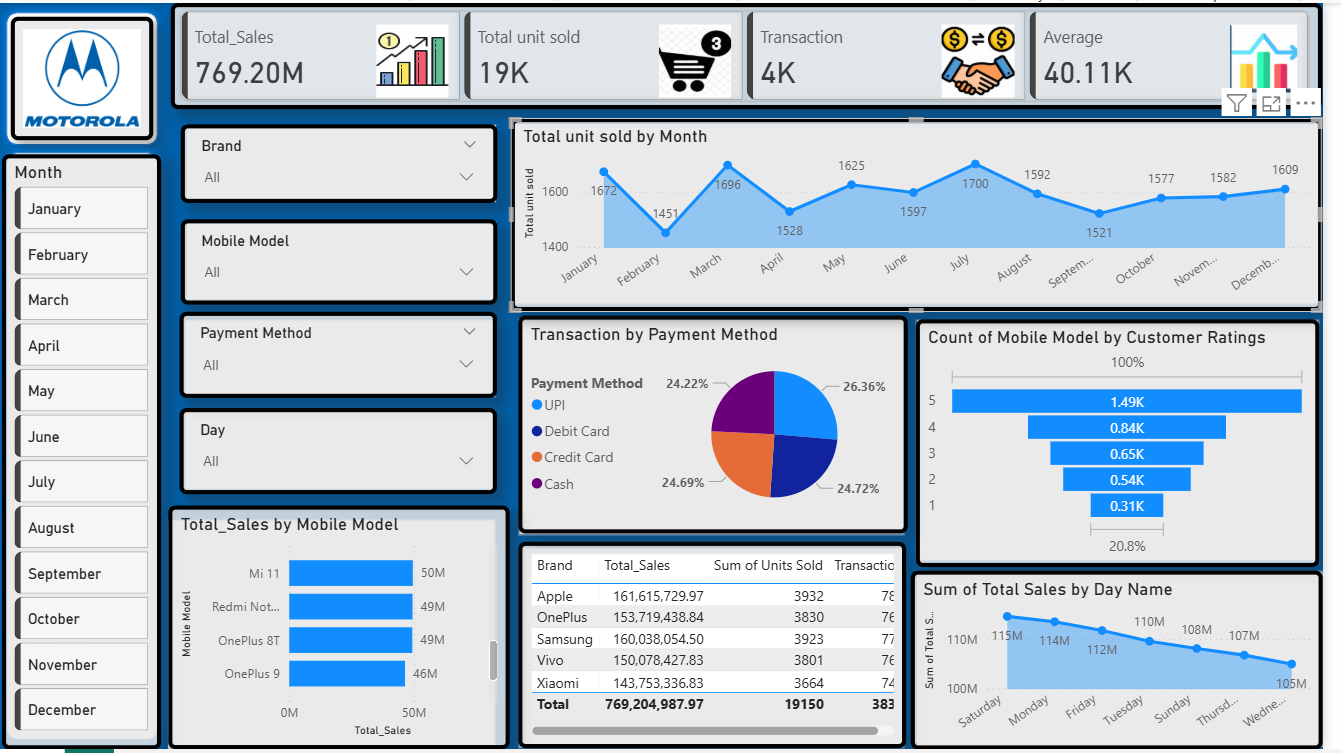 MOTOROLA
Total_Sales
769.20M
1
Total unit sold
19K
3
Transaction
4K
$ $
Average
40.11K
Month
January
February
March
April
May
June
July
August
September
October
November
December
Brand
All
Mobile Model
All
Payment Method
All
Day
All
Total unit sold by Month
Total unit sold
1600
1400
1672
1451
1696
1528
1625
1597
1700
1592
1521
1577
1582
1609
January
February
March
April
May
June
July
August
Septem...
October
Novem...
Decemb...
Transaction by Payment Method
Payment Method
UPI
Debit Card
Credit Card
Cash
24.22%
26.36%
24.69%
24.72%
Count of Mobile Model by Customer Ratings
100%
5 1.49K
4 0.84K
3 0.65K
2 0.54K
1 0.31K
20.8%
Total_Sales by Mobile Model
Mobile Model
Mi 11 50M
Redmi Not... 49M
OnePlus 8T 49M
OnePlus 9 46M
0M 50M
Total_Sales
Brand Total_Sales Sum of Units Sold Transactio
Apple 161,615,729.97 3932 78
OnePlus 153,719,438.84 3830 76
Samsung 160,038,054.50 3923 77
Vivo 150,078,427.83 3801 76
Xiaomi 143,753,336.83 3664 74
Total 769,204,987.97 19150 383
Sum of Total Sales by Day Name
Sum of Total S...
110M
100M
115M
114M
112M
110M
108M
107M
105M
Saturday
Monday
Friday
Tuesday
Sunday
Thursd...
Wedne...